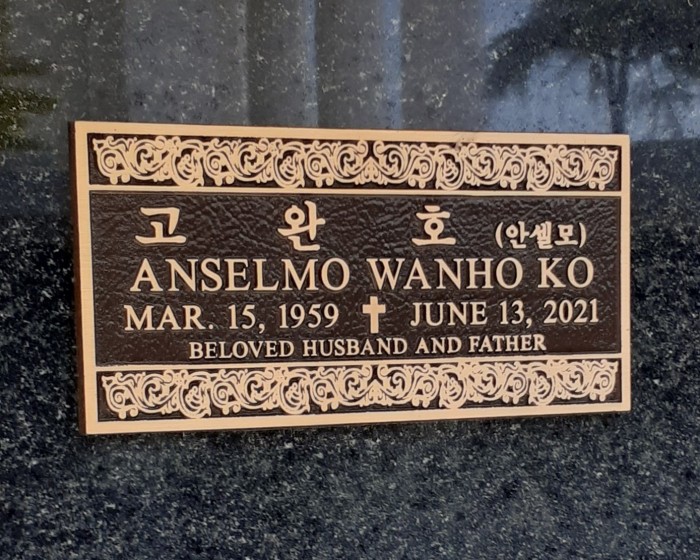 고 완 호 (안셀모)
ANSELMO WANHO KO
MAR. 15, 1959 JUNE 13, 2021
BELOVED HUSBAND AND FATHER